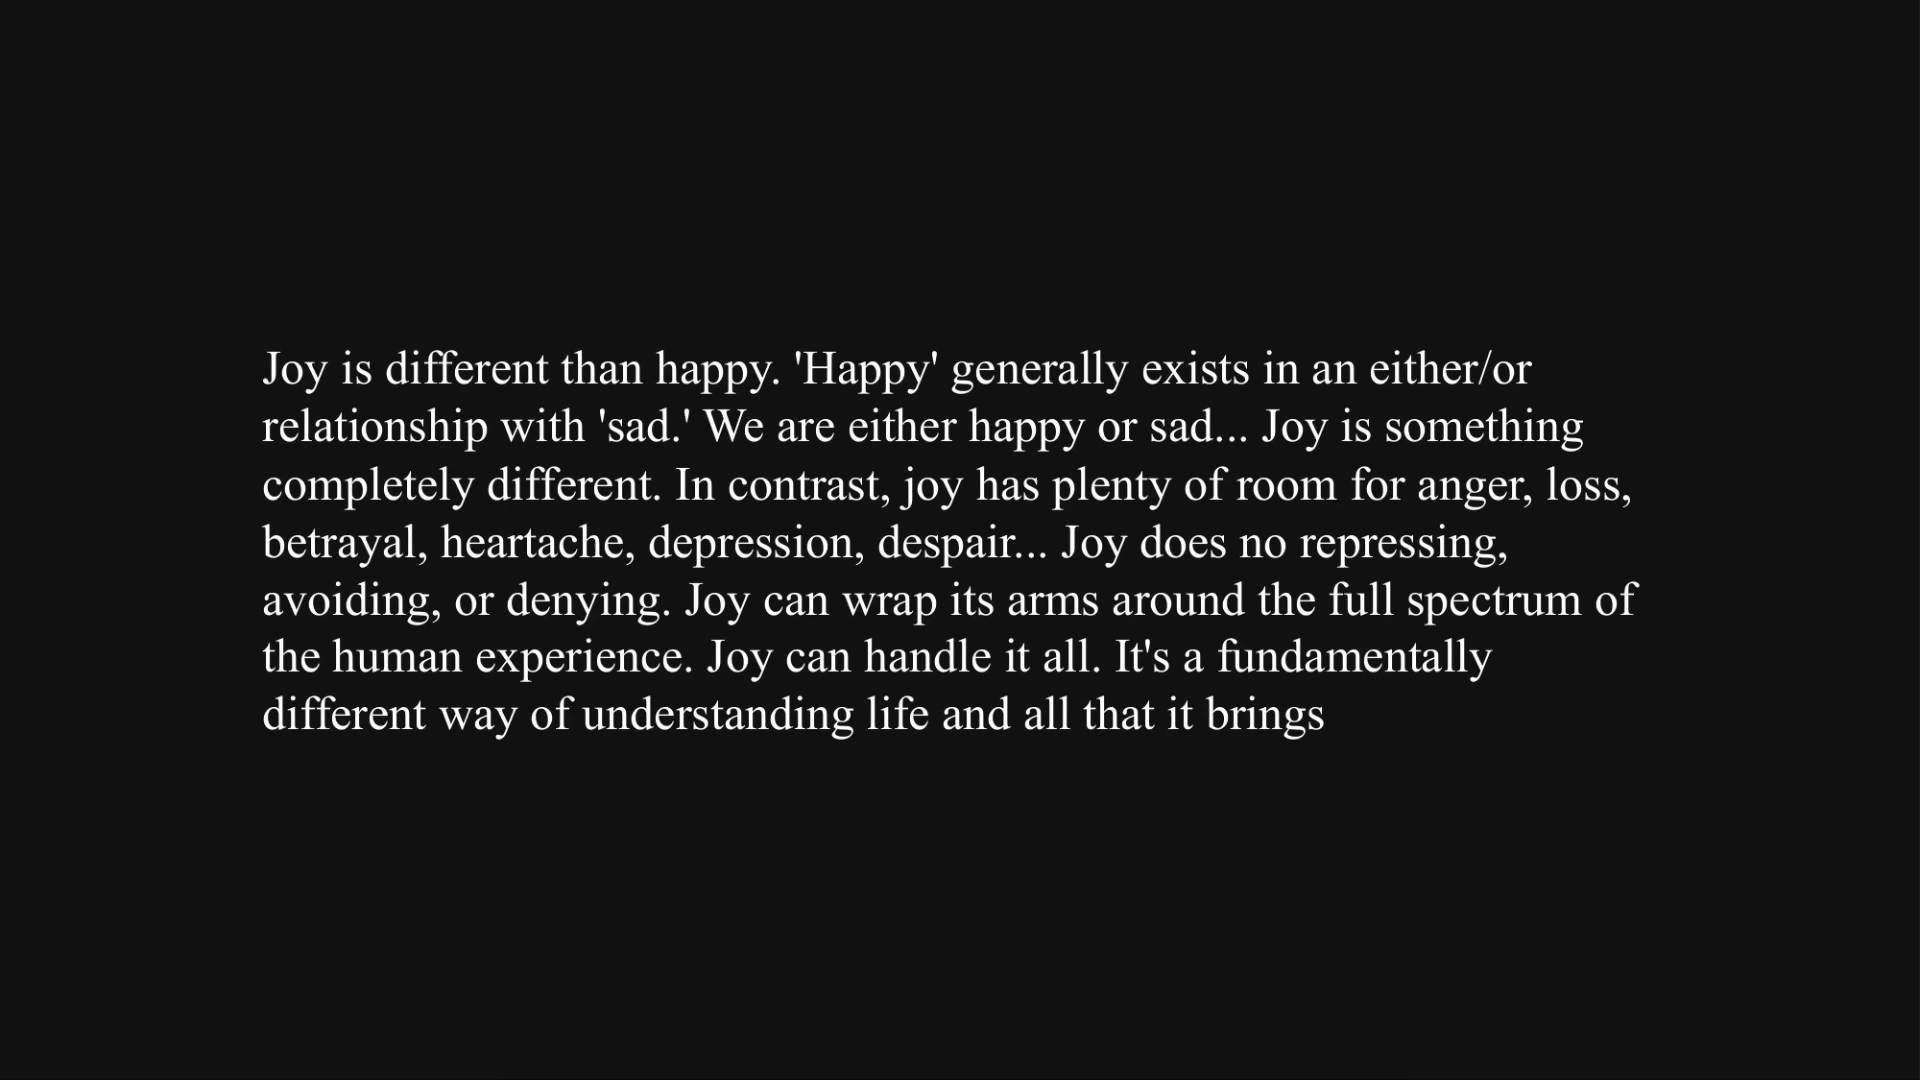 Joy is different than happy. 'Happy' generally exists in an either/or
relationship with 'sad.' We are either happy or sad... Joy is something
completely different. In contrast, joy has plenty of room for anger, loss,
betrayal, heartache, depression, despair... Joy does no repressing,
avoiding, or denying. Joy can wrap its arms around the full spectrum of
the human experience. Joy can handle it all. It's a fundamentally
different way of understanding life and all that it brings